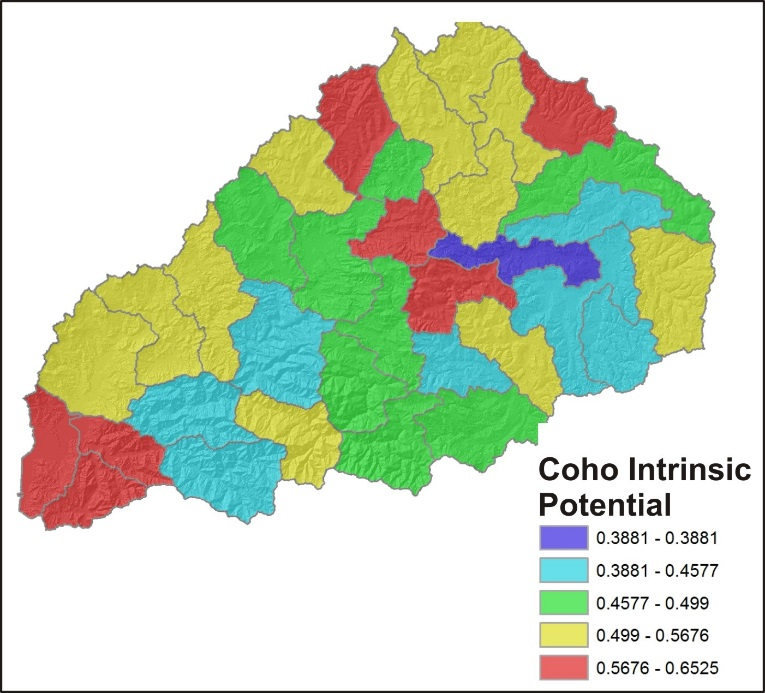 Coho Intrinsic
Potential
0.3881 - 0.3881
0.3881 - 0.4577
0.4577 - 0.499
0.499 - 0.5676
0.5676 - 0.6525